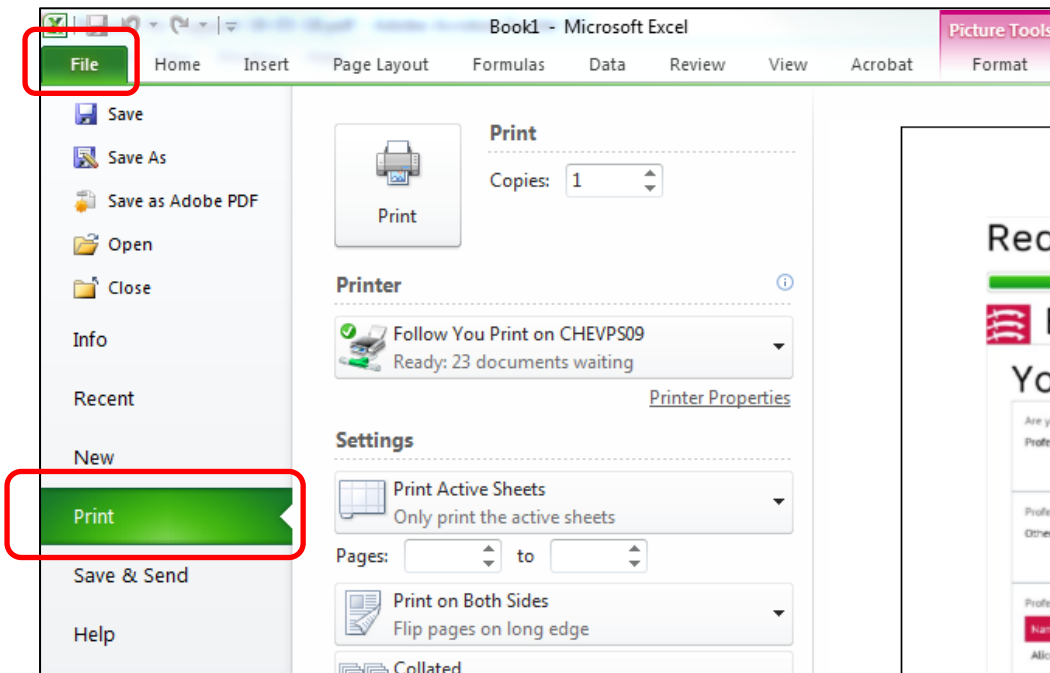 Book1 - Microsoft Excel
Picture Tools
File Home Insert Page Layout Formulas Data Review View Acrobat Format
Save
Save As
Save as Adobe PDF
Open
Close
Info
Recent
New
Print
Save & Send
Help
Print
Print
Copies: 1
Printer
Follow You Print on CHEVPS09
Ready: 23 documents waiting
Printer Properties
Settings
Print Active Sheets
Only print the active sheets
Pages: to
Print on Both Sides
Flip pages on long edge
Collated